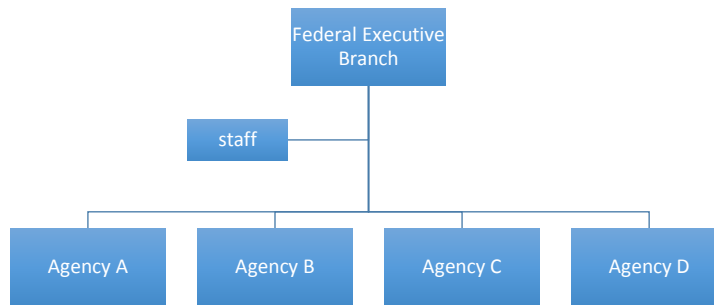 Federal Executive
Branch
staff
Agency A
Agency B
Agency C
Agency D